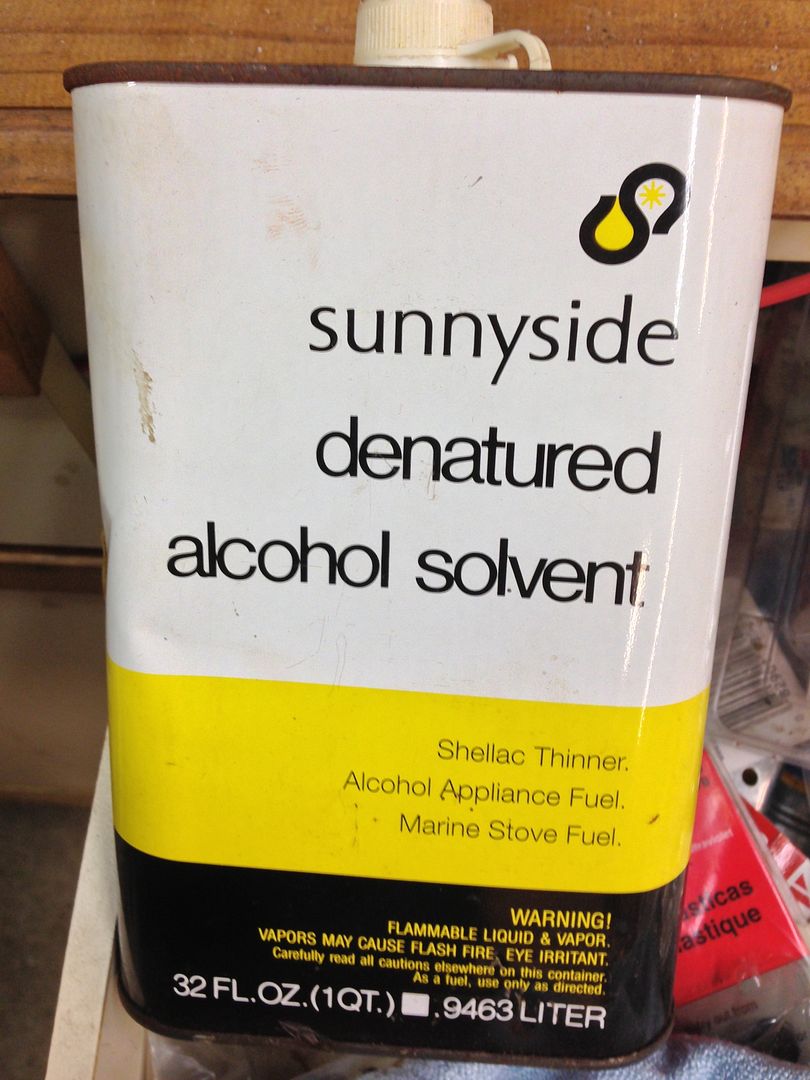 sunnyside
denatured
alcohol solvent
Shellac Thinner.
Alcohol Appliance Fuel.
Marine Stove Fuel.
WARNING!
FLAMMABLE LIQUID & VAPOR.
VAPORS MAY CAUSE FLASH FIRE. EYE IRRITANT.
Carefully read all cautions elsewhere on this container.
As a fuel, use only as directed.
32 FL.OZ.(1QT.) .9463 LITER